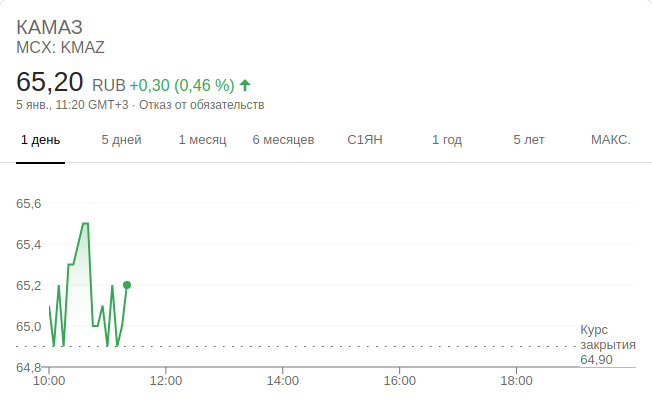 КАМАЗ
MCX: KMAZ
65,20 RUB +0,30 (0,46 %)
5 янв., 11:20 GMT+3 · Отказ от обязательств
1 день 5 дней 1 месяц 6 месяцев С1ЯН 1 год 5 лет МАКС.
65,6
65,4
65,2
65,0
Курс
закрытия
64,90
64,8
10:00 12:00 14:00 16:00 18:00